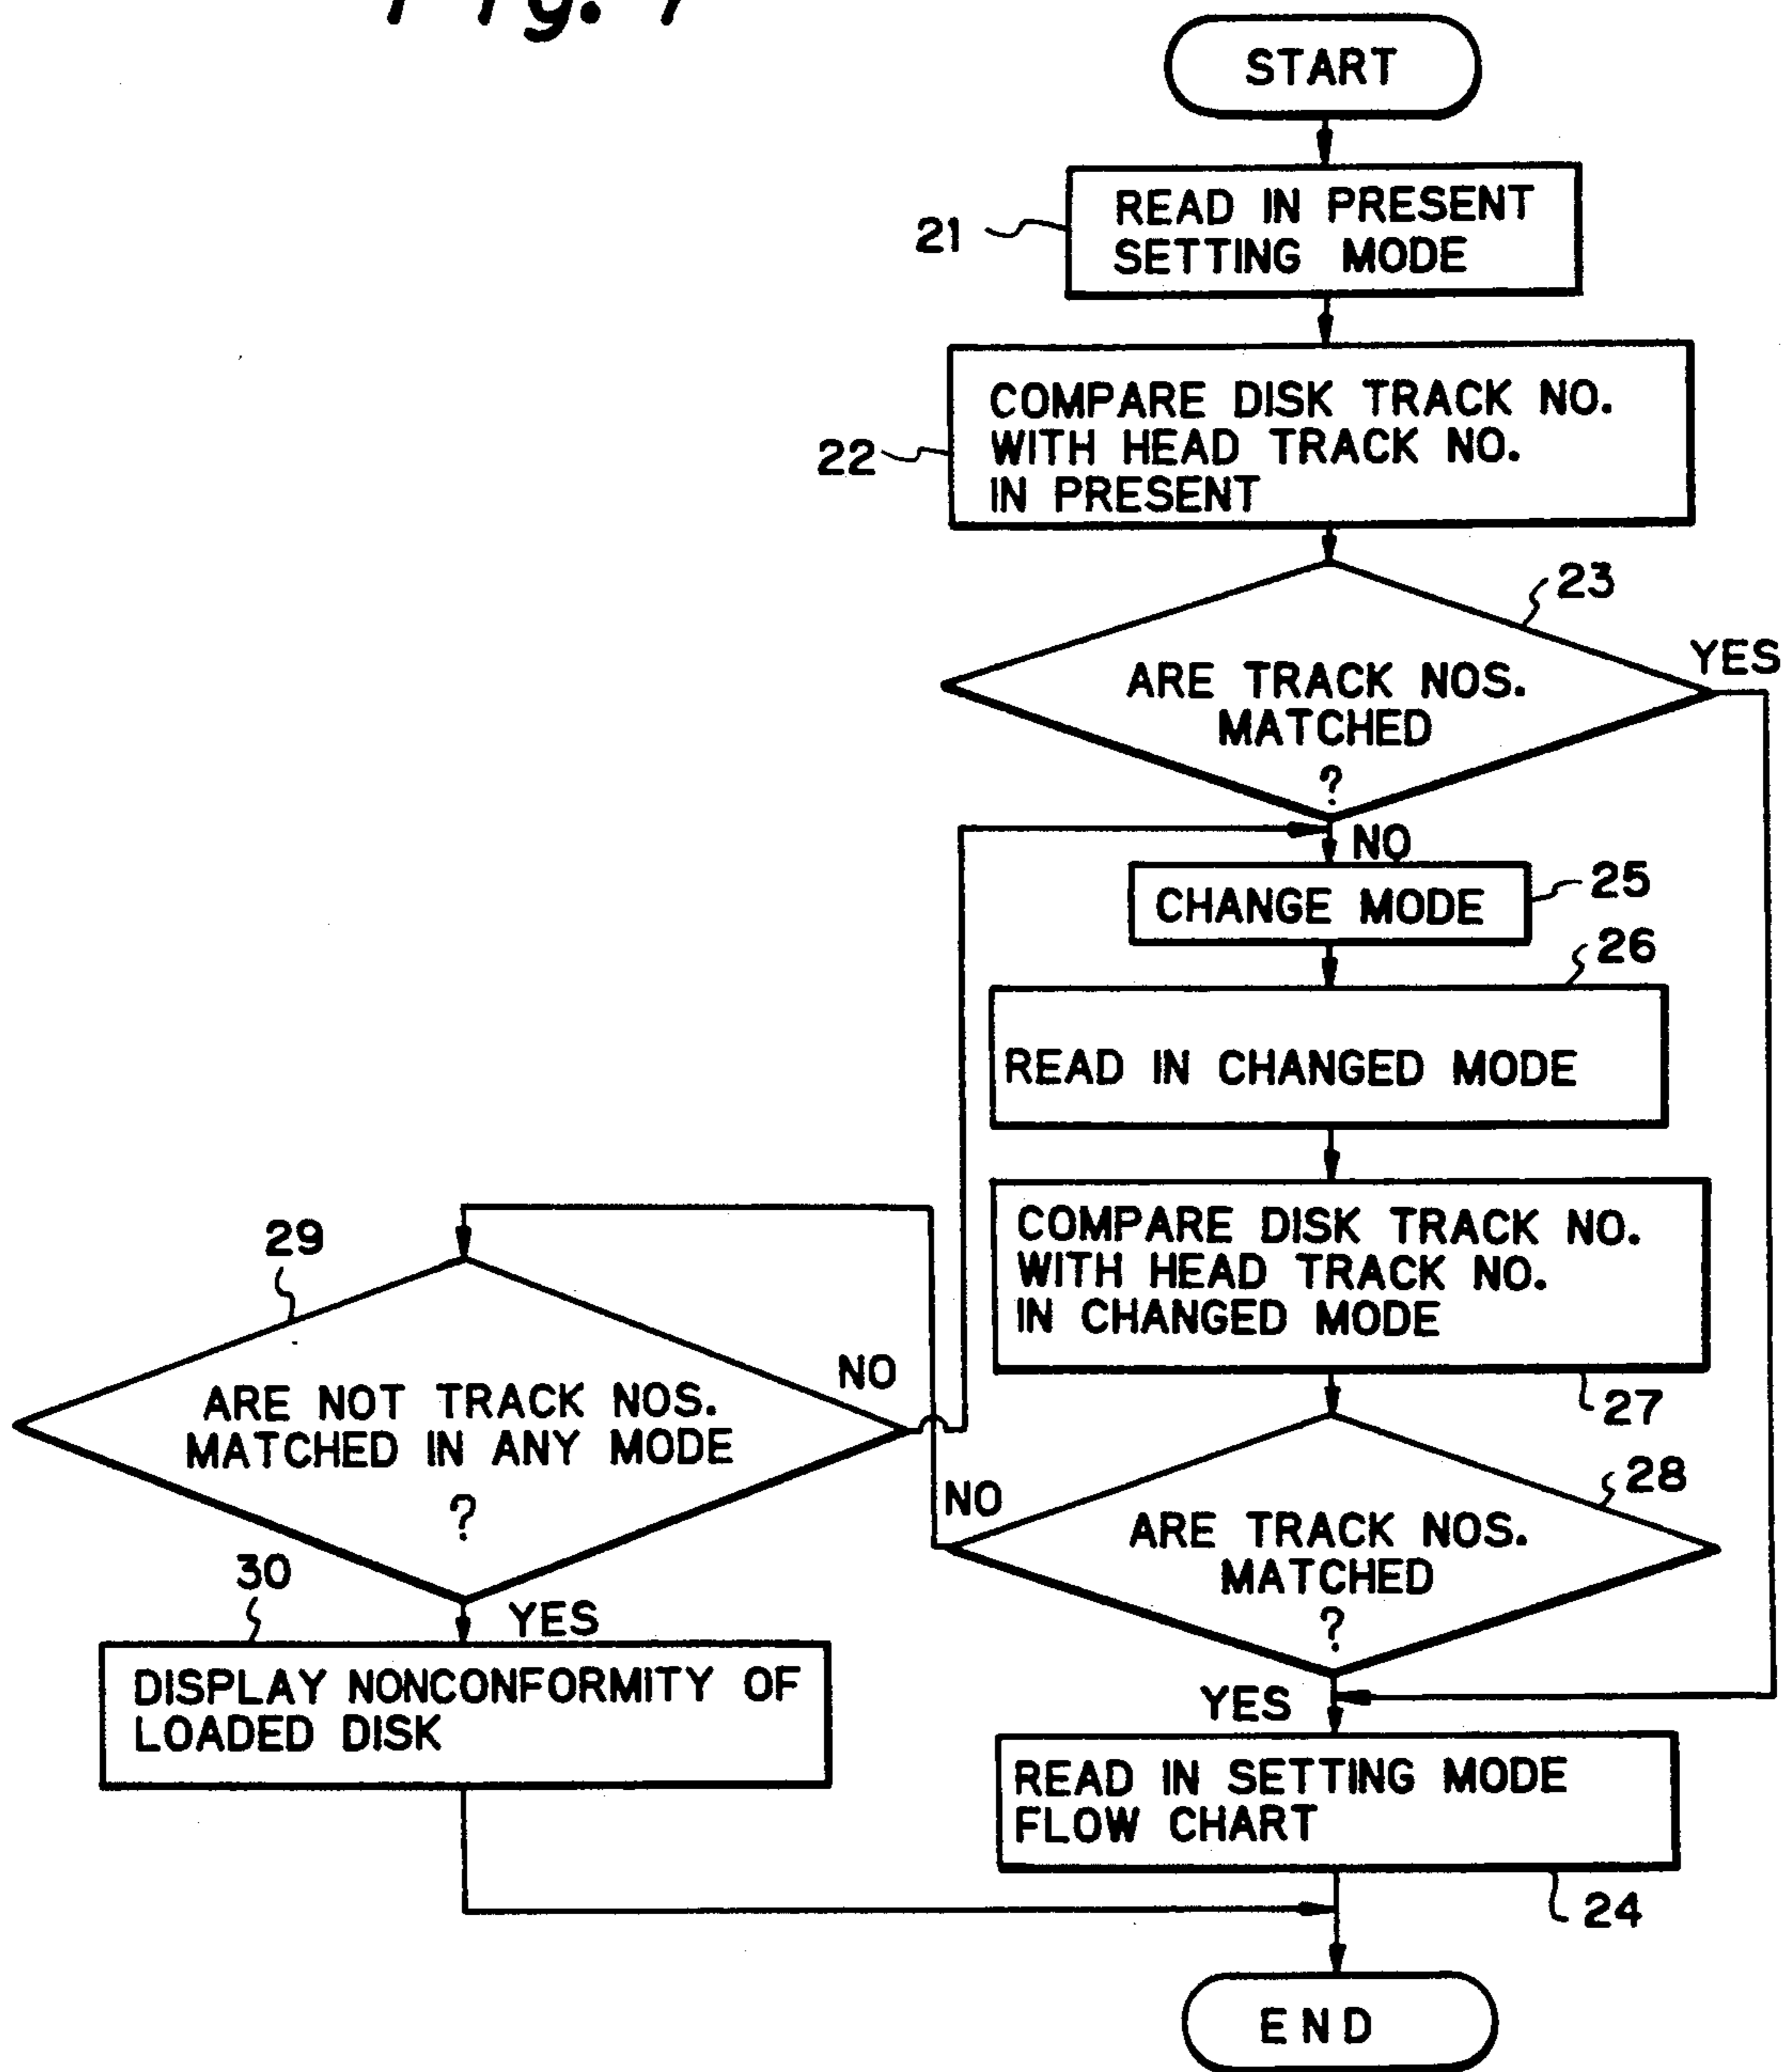 START
21
READ IN PRESENT
SETTING MODE
22
COMPARE DISK TRACK NO.
WITH HEAD TRACK NO.
IN PRESENT
23
ARE TRACK NOS.
MATCHED
?
YES
NO
CHANGE MODE
25
26
READ IN CHANGED MODE
COMPARE DISK TRACK NO.
WITH HEAD TRACK NO.
IN CHANGED MODE
27
28
ARE TRACK NOS.
MATCHED
?
NO
YES
29
ARE NOT TRACK NOS.
MATCHED IN ANY MODE
?
NO
YES
30
DISPLAY NONCONFORMITY OF
LOADED DISK
READ IN SETTING MODE
FLOW CHART
24
END